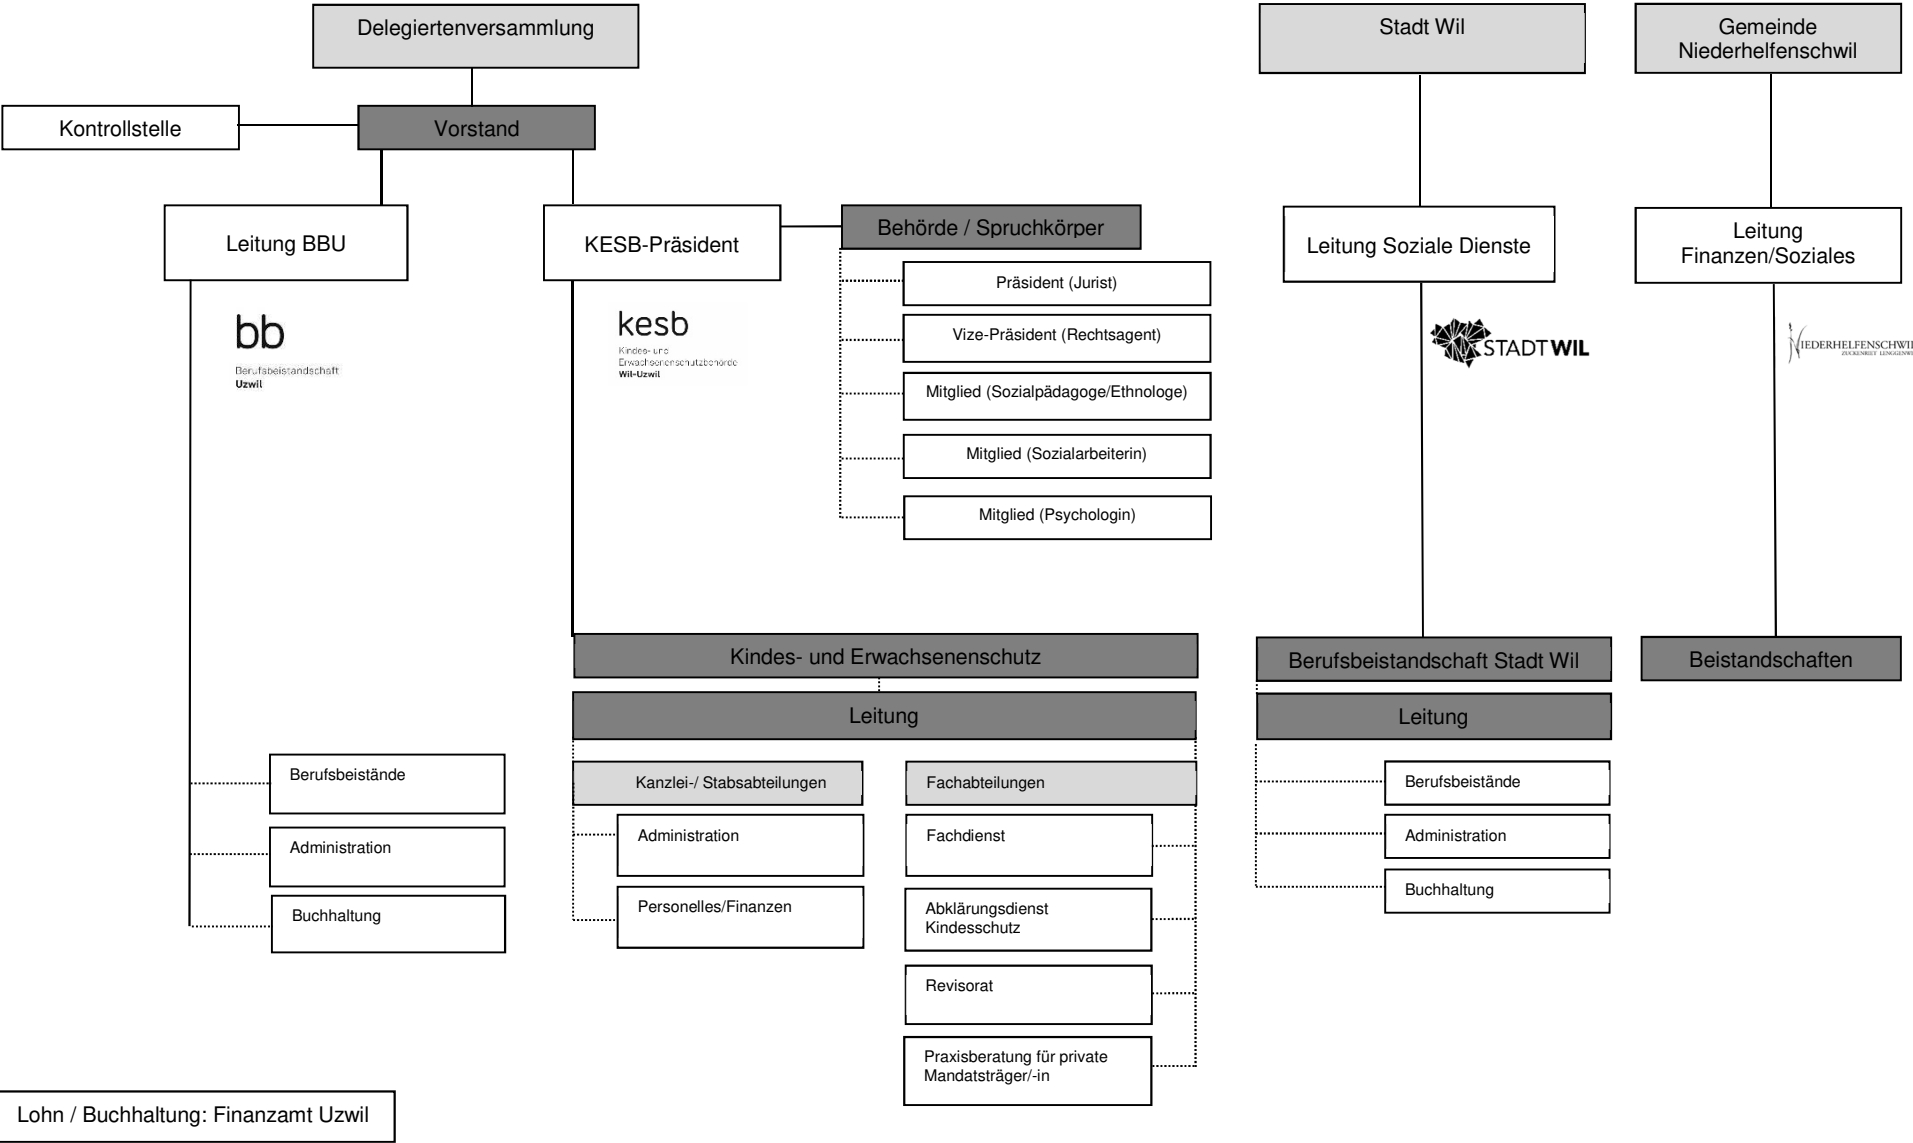 Delegiertenversammlung
Stadt Wil
Gemeinde
Niederhelfenschwil
Kontrollstelle
Vorstand
Leitung BBU
KESB-Präsident
Behörde / Spruchkörper
Leitung Soziale Dienste
Leitung
Finanzen/Soziales
Präsident (Jurist)
Vize-Präsident (Rechtsagent)
Mitglied (Sozialpädagoge/Ethnologe)
Mitglied (Sozialarbeiterin)
Mitglied (Psychologin)
bb
Berufsbeistandschaft
Uzwil
kesb
Kindes- und
Erwachsenenschutzbehörde
Wil-Uzwil
STADT WIL
NIEDERHELFENSCHWIL
Kindes- und Erwachsenenschutz
Berufsbeistandschaft Stadt Wil
Beistandschaften
Leitung
Leitung
Berufsbeistände
Administration
Buchhaltung
Kanzlei-/ Stabsabteilungen
Administration
Personelles/Finanzen
Fachabteilungen
Fachdienst
Abklärungsdienst
Kindesschutz
Revisorat
Praxisberatung für private
Mandatsträger/-in
Berufsbeistände
Administration
Buchhaltung
Lohn / Buchhaltung: Finanzamt Uzwil